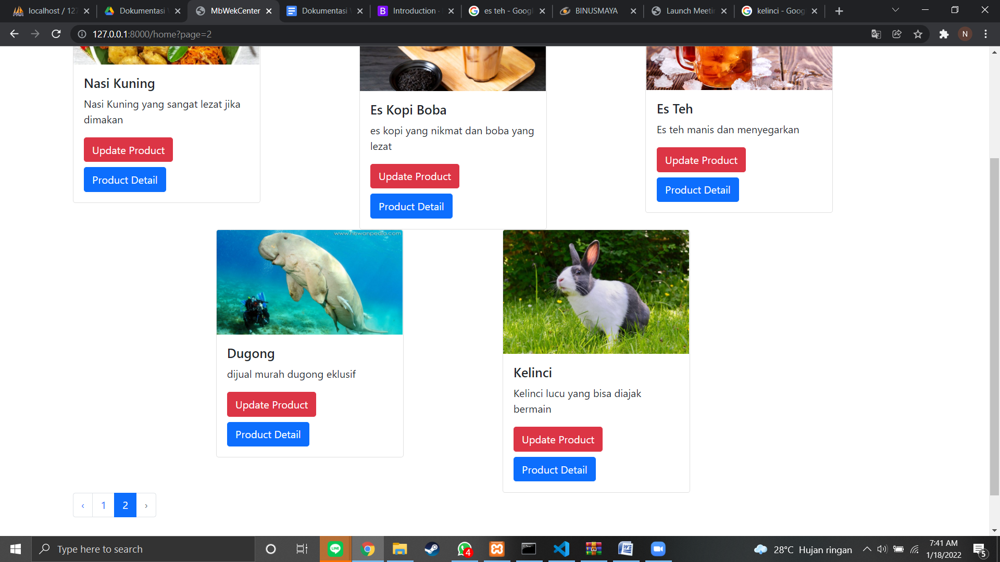 localhost / 127
Dokumentasi
MbWekCenter
Dokumentasi
Introduction ·
es teh - Goog
BINUSMAYA
Launch Meeti
kelinci - Goog
127.0.0.1:8000/home?page=2
N
Nasi Kuning
Nasi Kuning yang sangat lezat jika
dimakan
Update Product
Product Detail
Es Kopi Boba
es kopi yang nikmat dan boba yang
lezat
Update Product
Product Detail
Es Teh
Es teh manis dan menyegarkan
Update Product
Product Detail
www.hewanpedia.com
Dugong
dijual murah dugong eklusif
Update Product
Product Detail
Kelinci
Kelinci lucu yang bisa diajak
bermain
Update Product
Product Detail
‹ 1 2 ›
Type here to search
LINE
4
28°C Hujan ringan
7:41 AM
1/18/2022
5